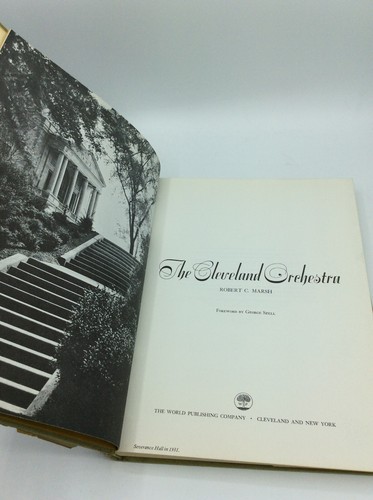 The Cleveland Orchestra
ROBERT C. MARSH
FOREWORD BY GEORGE SZELL
THE WORLD PUBLISHING COMPANY · CLEVELAND AND NEW YORK
Severance Hall in 1931.